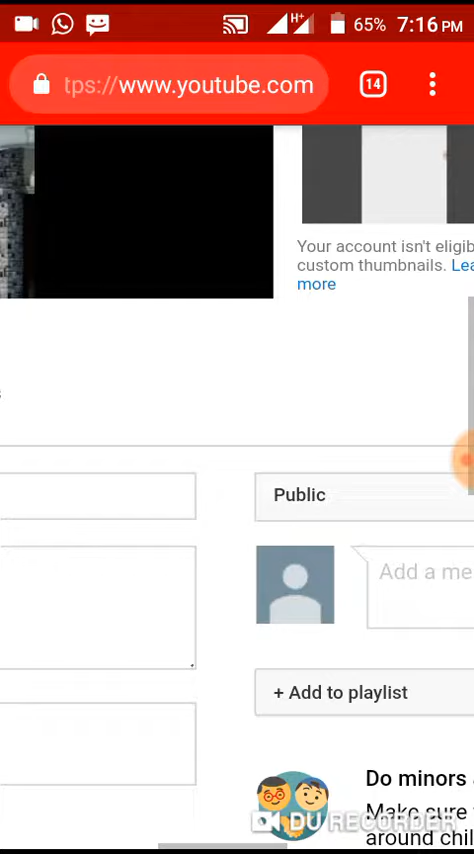 H+ 65% 7:16 PM
tps://www.youtube.com 14
Your account isn't eligib
custom thumbnails. Lea
more
Public
Add a me
+ Add to playlist
Do minors
Make sure
DU RECORDER
around chil